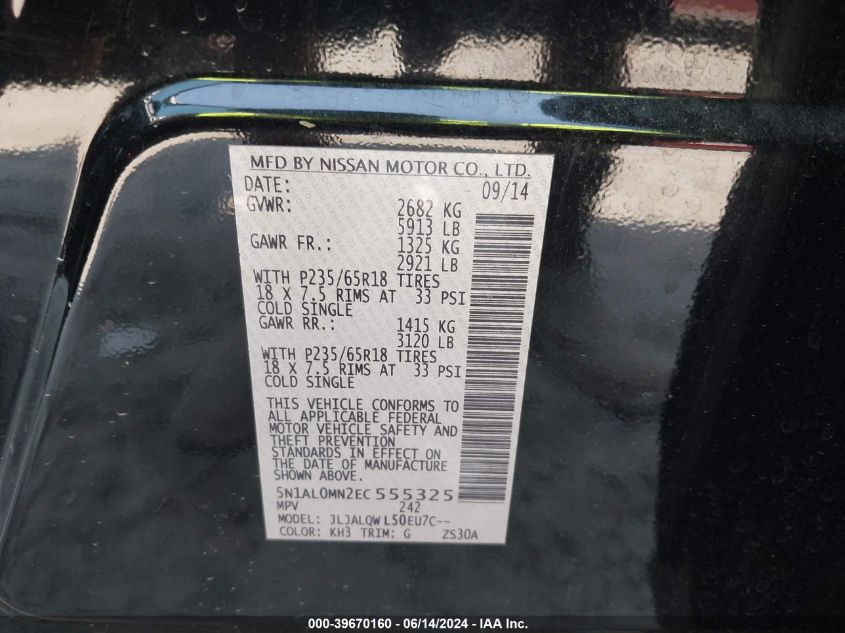 MFD BY NISSAN MOTOR CO., LTD.
DATE: 09/14
GVWR: 2682 KG
5913 LB
GAWR FR.: 1325 KG
2921 LB
WITH P235/65R18 TIRES
18 X 7.5 RIMS AT 33 PSI
COLD SINGLE
GAWR RR.: 1415 KG
3120 LB
WITH P235/65R18 TIRES
18 X 7.5 RIMS AT 33 PSI
COLD SINGLE
THIS VEHICLE CONFORMS TO
ALL APPLICABLE FEDERAL
MOTOR VEHICLE SAFETY AND
THEFT PREVENTION
STANDARDS IN EFFECT ON
THE DATE OF MANUFACTURE
SHOWN ABOVE.
5N1AL0MN2EC555325
MPV 242
MODEL: JLJALQW L50EU7C--
COLOR: KH3 TRIM: G ZS30A
000-39670160 - 06/14/2024 - IAA Inc.